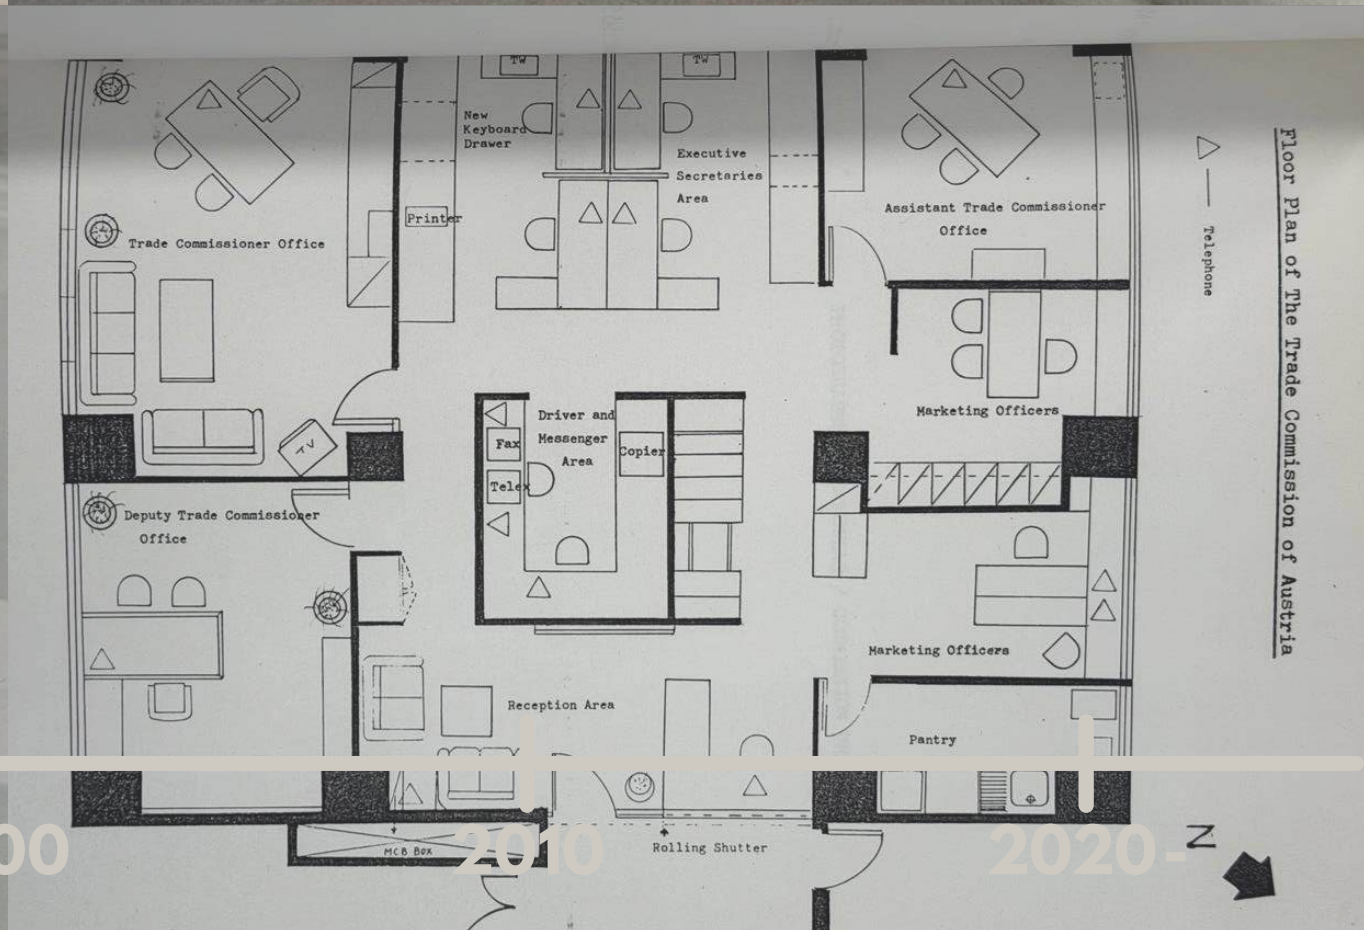 TW
TW
New
Keyboard
Drawer
Executive
Secretaries
Area
Printer
Trade Commissioner Office
Assistant Trade Commissioner
Office
Telephone
Floor Plan of The Trade Commission of Austria
Marketing Officers
Driver and
Messenger
Area
Fax
Telex
Copier
TV
Deputy Trade Commissioner
Office
Marketing Officers
Reception Area
Pantry
MCB BOX
Rolling Shutter
00
2010
2020-
N